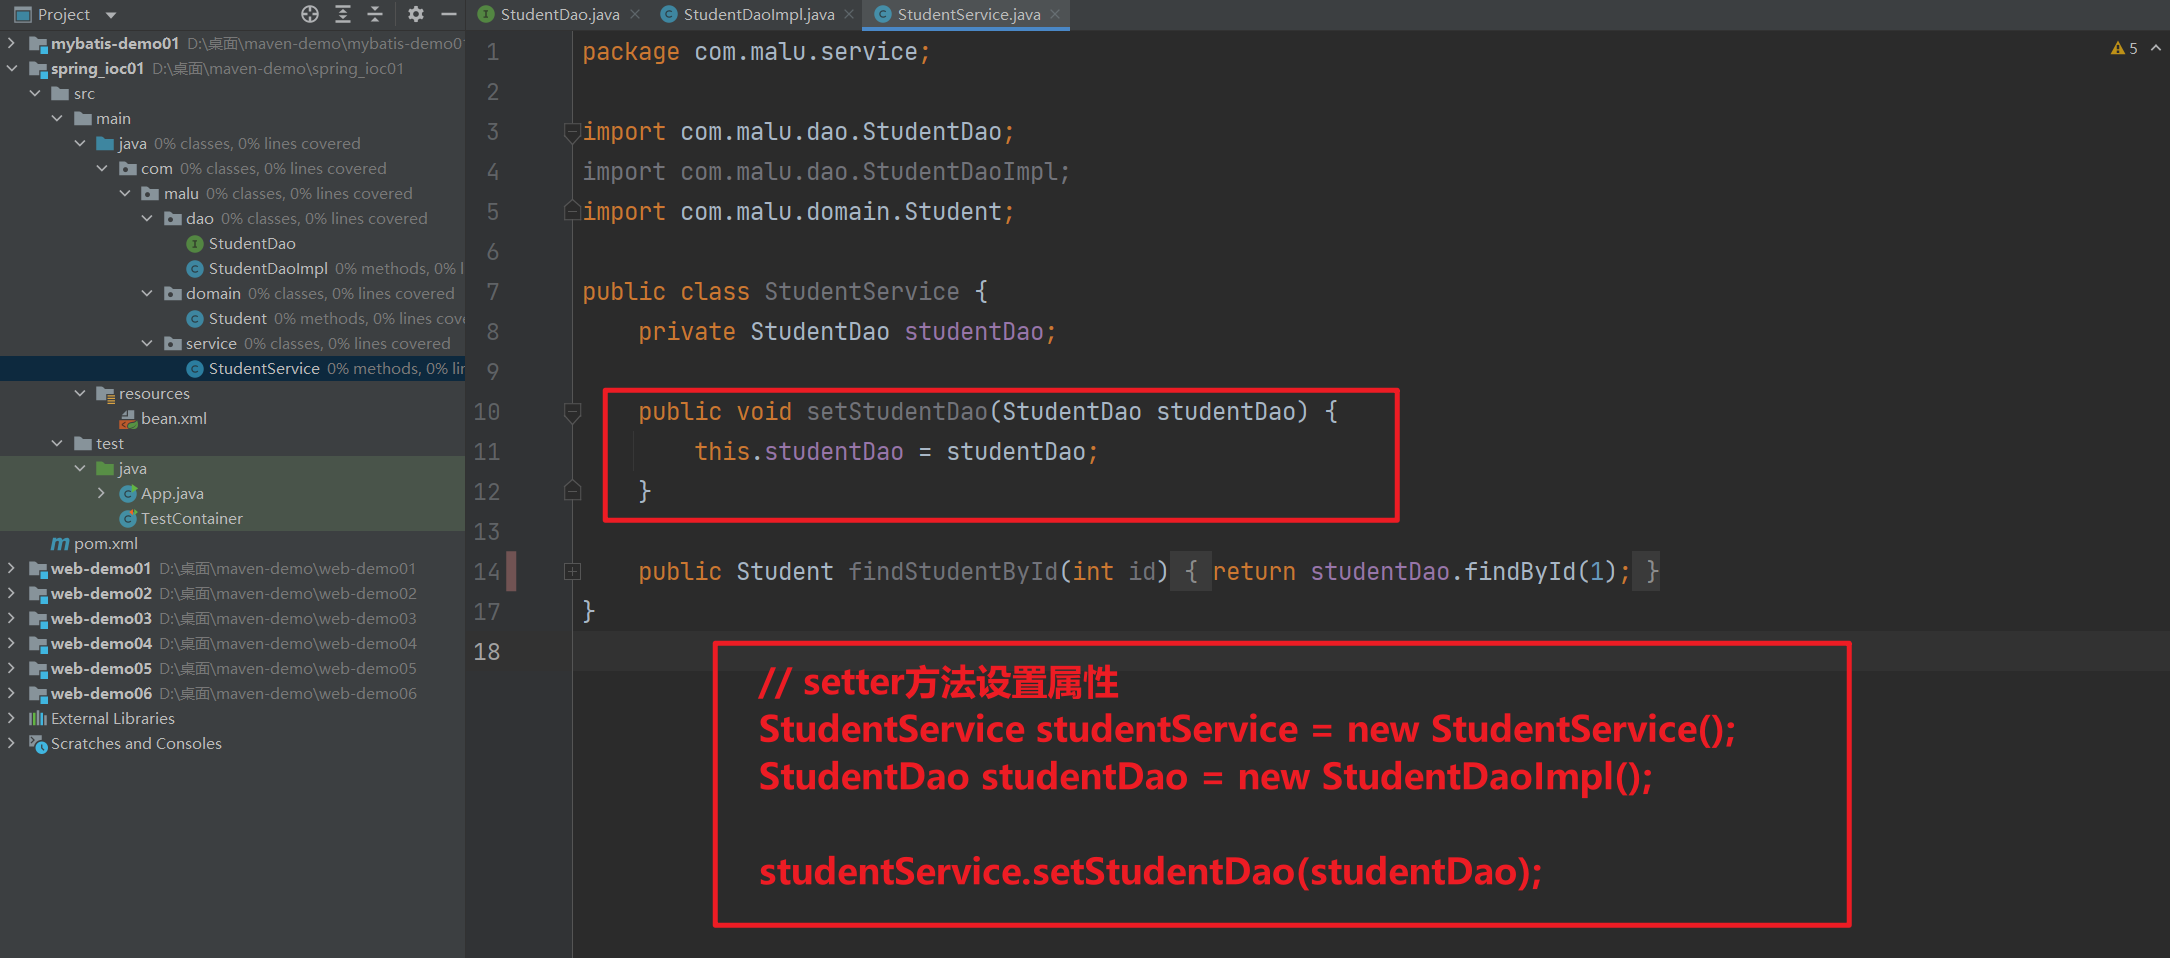 Project
mybatis-demo01 D:\桌面\maven-demo\mybatis-demo01
spring_ioc01 D:\桌面\maven-demo\spring_ioc01
src
main
java 0% classes, 0% lines covered
com 0% classes, 0% lines covered
malu 0% classes, 0% lines covered
dao 0% classes, 0% lines covered
StudentDao
StudentDaoImpl 0% methods, 0% l
domain 0% classes, 0% lines covered
Student 0% methods, 0% lines cove
service 0% classes, 0% lines covered
StudentService 0% methods, 0% lin
resources
bean.xml
test
java
App.java
TestContainer
pom.xml
web-demo01 D:\桌面\maven-demo\web-demo01
web-demo02 D:\桌面\maven-demo\web-demo02
web-demo03 D:\桌面\maven-demo\web-demo03
web-demo04 D:\桌面\maven-demo\web-demo04
web-demo05 D:\桌面\maven-demo\web-demo05
web-demo06 D:\桌面\maven-demo\web-demo06
External Libraries
Scratches and Consoles
StudentDao.java StudentDaoImpl.java StudentService.java
5
1 package com.malu.service;
2
3 import com.malu.dao.StudentDao;
4 import com.malu.dao.StudentDaoImpl;
5 import com.malu.domain.Student;
6
7 public class StudentService {
8 private StudentDao studentDao;
9
10 public void setStudentDao(StudentDao studentDao) {
11 this.studentDao = studentDao;
12 }
13
14 public Student findStudentById(int id) { return studentDao.findById(1); }
17 }
18
// setter方法设置属性
StudentService studentService = new StudentService();
StudentDao studentDao = new StudentDaoImpl();
studentService.setStudentDao(studentDao);